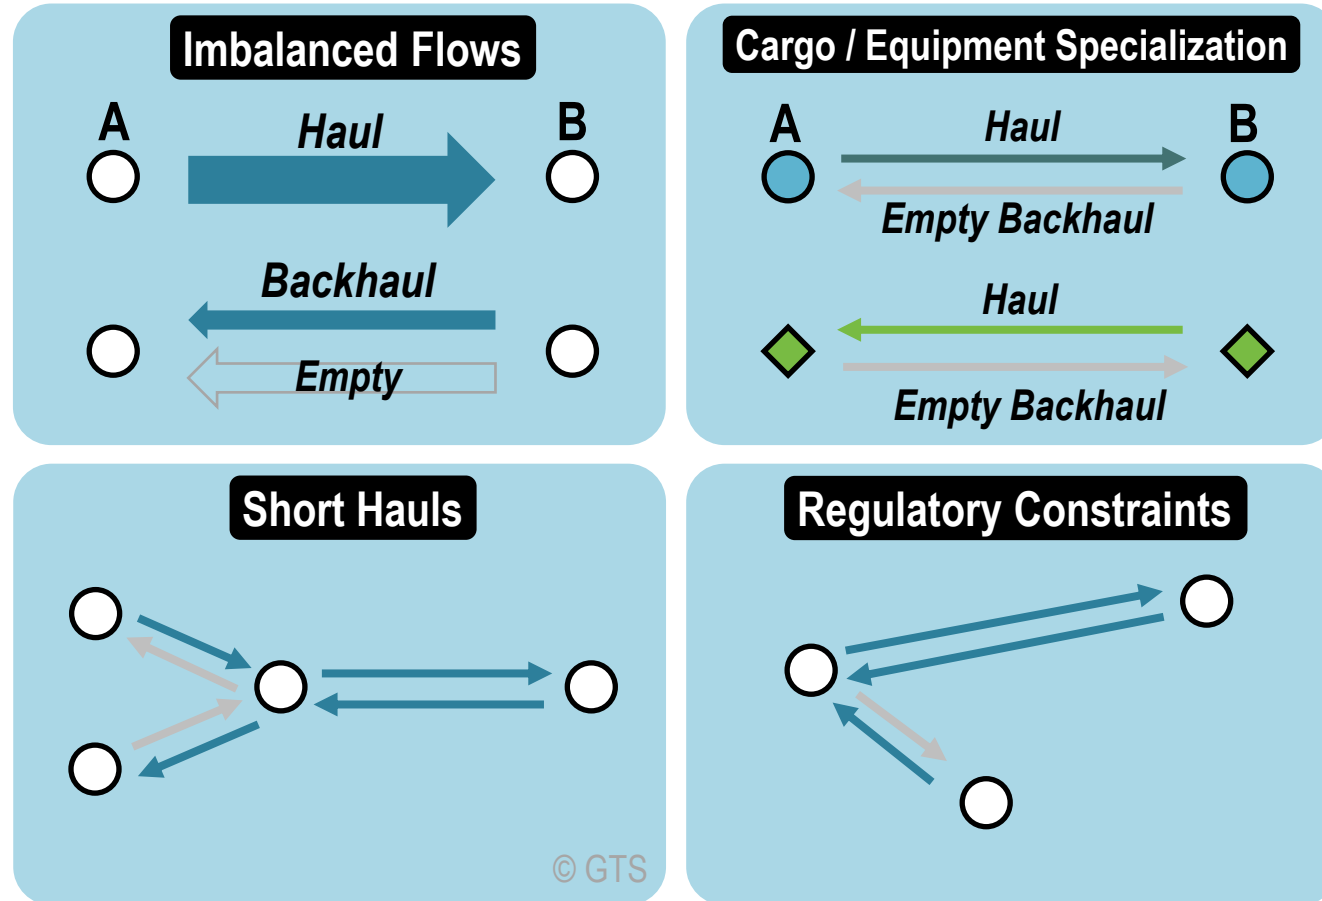 Imbalanced Flows
A
Haul
B
Backhaul
Empty
Cargo / Equipment Specialization
A
Haul
B
Empty Backhaul
Haul
Empty Backhaul
Short Hauls
© GTS
Regulatory Constraints